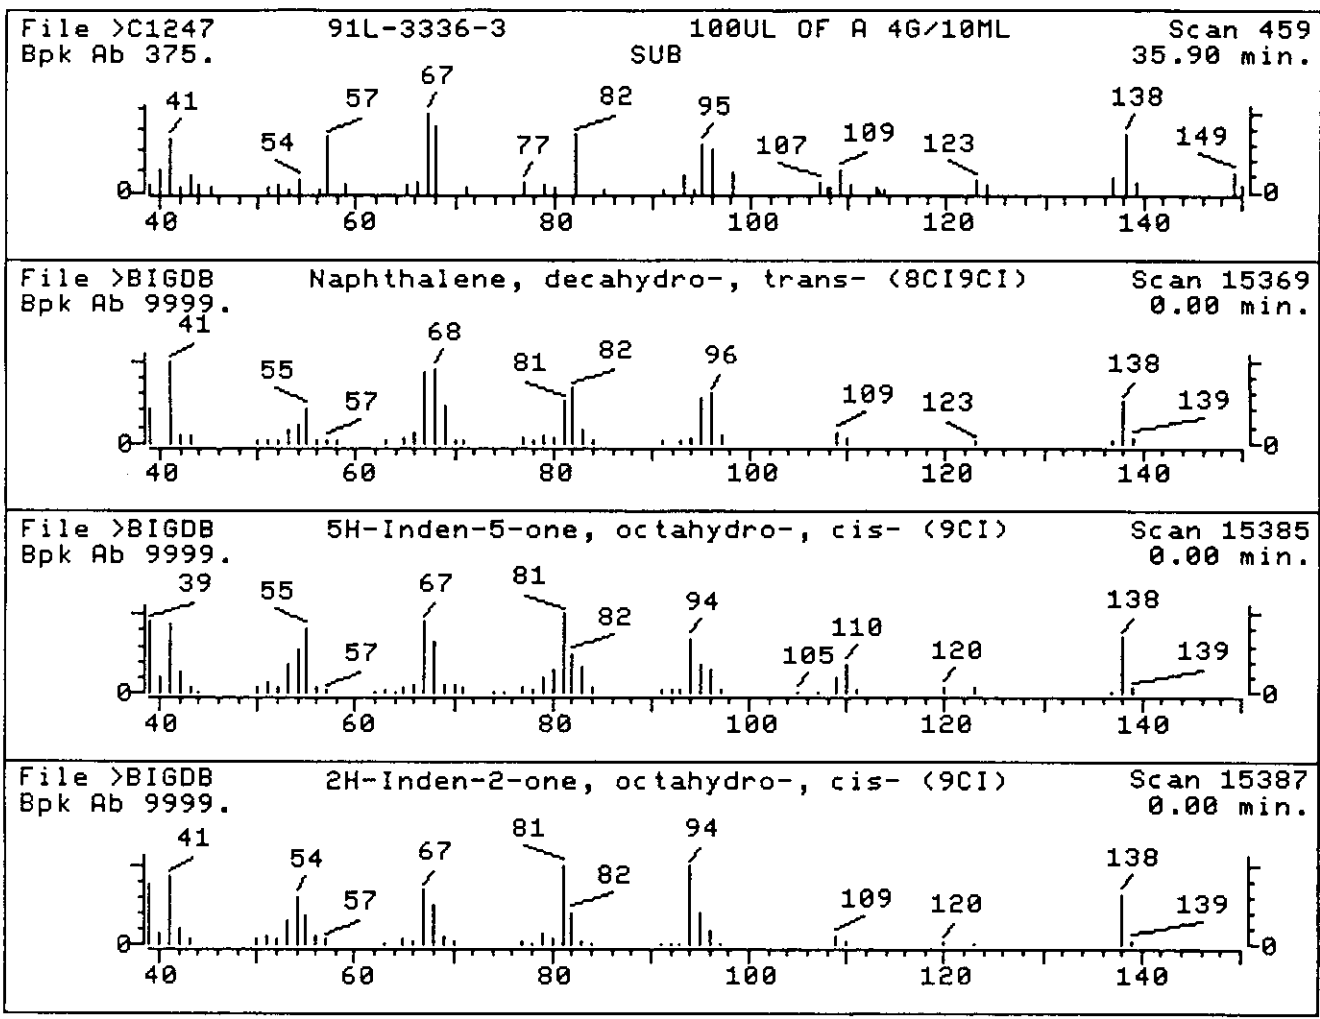 File >C1247 91L-3336-3 100UL OF A 4G/10ML Scan 459
Bpk Ab 375. SUB 35.90 min.
41 54 57 67 77 82 95 107 109 123 138 149
0 0
40 60 80 100 120 140
File >BIGDB Naphthalene, decahydro-, trans- (8CI9CI) Scan 15369
Bpk Ab 9999. 0.00 min.
41 55 57 68 81 82 96 109 123 138 139
0 0
40 60 80 100 120 140
File >BIGDB 5H-Inden-5-one, octahydro-, cis- (9CI) Scan 15385
Bpk Ab 9999. 0.00 min.
39 55 57 67 81 82 94 105 110 120 138 139
0 0
40 60 80 100 120 140
File >BIGDB 2H-Inden-2-one, octahydro-, cis- (9CI) Scan 15387
Bpk Ab 9999. 0.00 min.
41 54 57 67 81 82 94 109 120 138 139
0 0
40 60 80 100 120 140